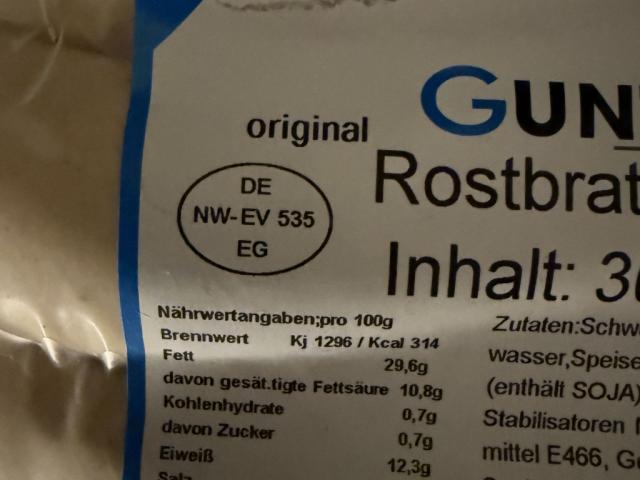 GUN
original
Rostbrat
DE
NW-EV 535
EG
Inhalt:
Nährwertangaben;pro 100g
Brennwert Kj 1296 / Kcal 314
Fett 29,6g
davon gesät.tigte Fettsäure 10,8g
Kohlenhydrate 0,7g
davon Zucker 0,7g
Eiweiß 12,3g
Salz
Zutaten:Schw
wasser,Speise
(enthält SOJA)
Stabilisatoren
mittel E466,